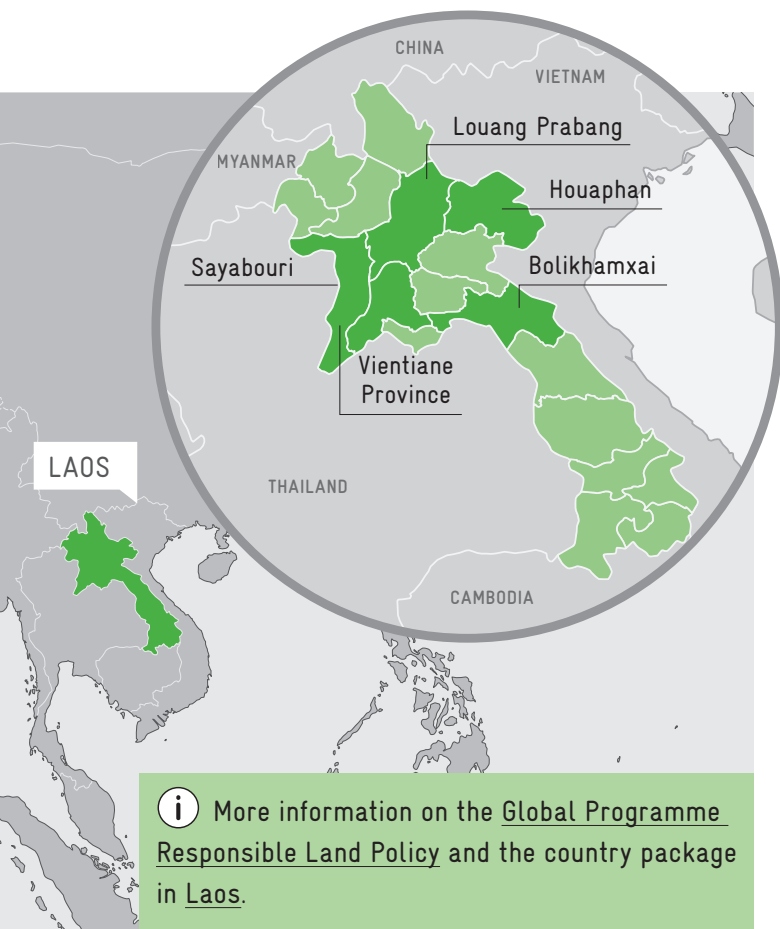 CHINA
VIETNAM
Louang Prabang
MYANMAR
Houaphan
Sayabouri
Bolikhamxai
Vientiane
Province
LAOS
THAILAND
CAMBODIA
i More information on the Global Programme
Responsible Land Policy and the country package
in Laos.